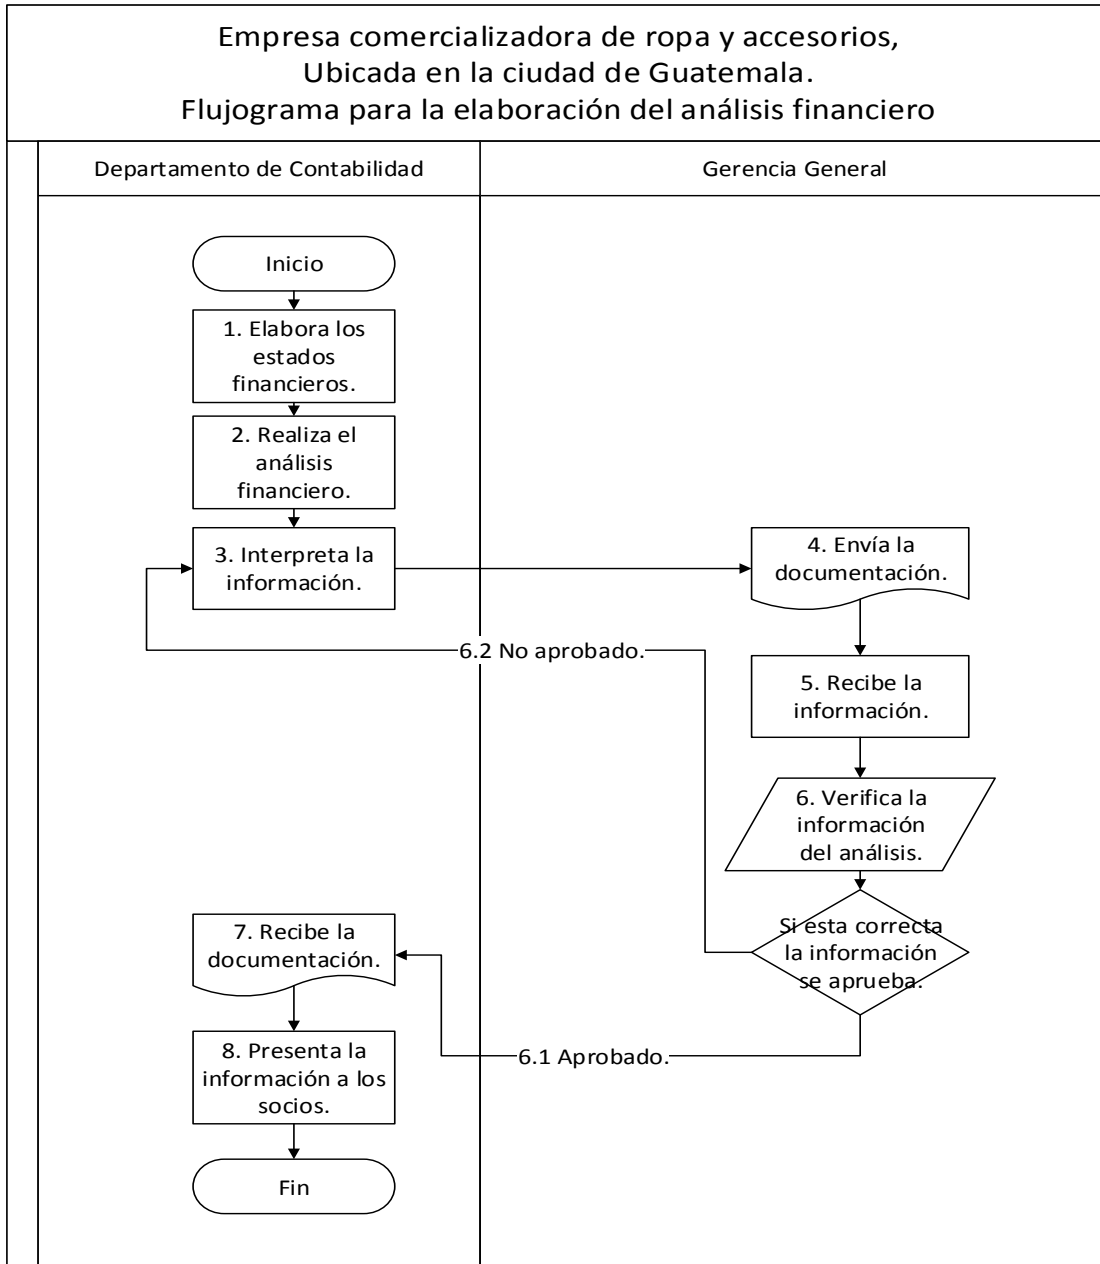 Empresa comercializadora de ropa y accesorios,
Ubicada en la ciudad de Guatemala.
Flujograma para la elaboración del análisis financiero
Departamento de Contabilidad
Gerencia General
Inicio
1. Elabora los
estados
financieros.
2. Realiza el
análisis
financiero.
3. Interpreta la
información.
4. Envía la
documentación.
6.2 No aprobado.
5. Recibe la
información.
6. Verifica la
información
del análisis.
Si esta correcta
la información
se aprueba.
7. Recibe la
documentación.
6.1 Aprobado.
8. Presenta la
información a los
socios.
Fin